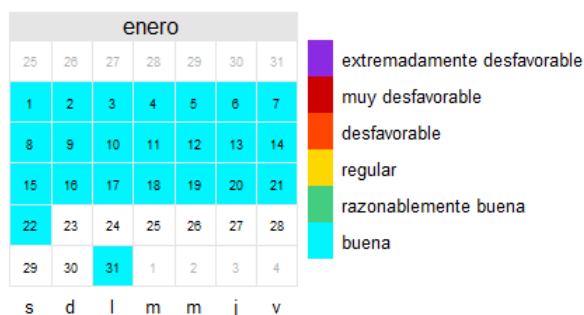 enero
25 26 27 28 29 30 31
1 2 3 4 5 6 7
8 9 10 11 12 13 14
15 16 17 18 19 20 21
22 23 24 25 26 27 28
29 30 31 1 2 3 4
s d l m m j v
extremadamente desfavorable
muy desfavorable
desfavorable
regular
razonablemente buena
buena